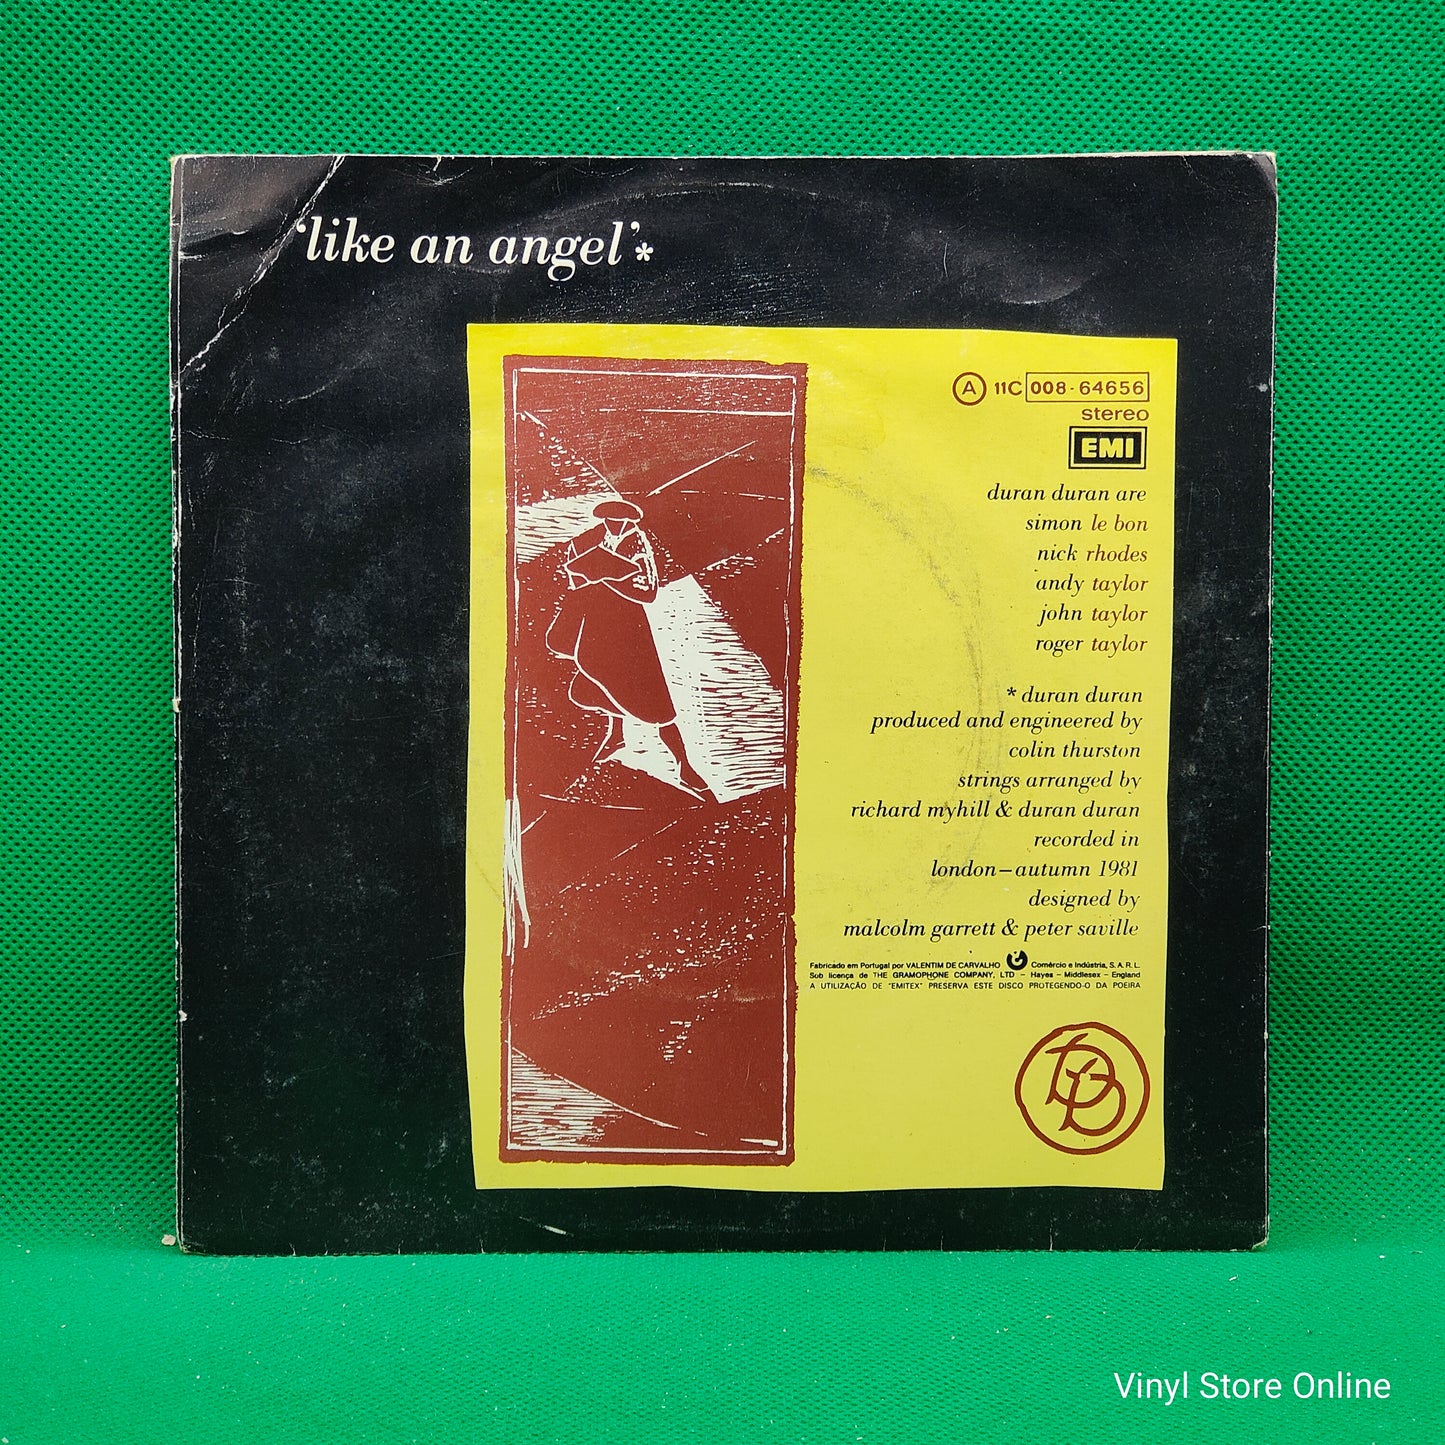 ‘like an angel’*
A 11C 008-64656
stereo
EMI
duran duran are
simon le bon
nick rhodes
andy taylor
john taylor
roger taylor
* duran duran
produced and engineered by
colin thurston
strings arranged by
richard myhill & duran duran
recorded in
london–autumn 1981
designed by
malcolm garrett & peter saville
Fabricado em Portugal por VALENTIM DE CARVALHO Comércio e Indústria, S. A. R. L.
Sub licença de THE GRAMOPHONE COMPANY, LTD – Hayes – Middlesex – England
A UTILIZAÇÃO DE "EMITEX" PRESERVA ESTE DISCO PROTEGENDO-O DA POEIRA
DD
Vinyl Store Online